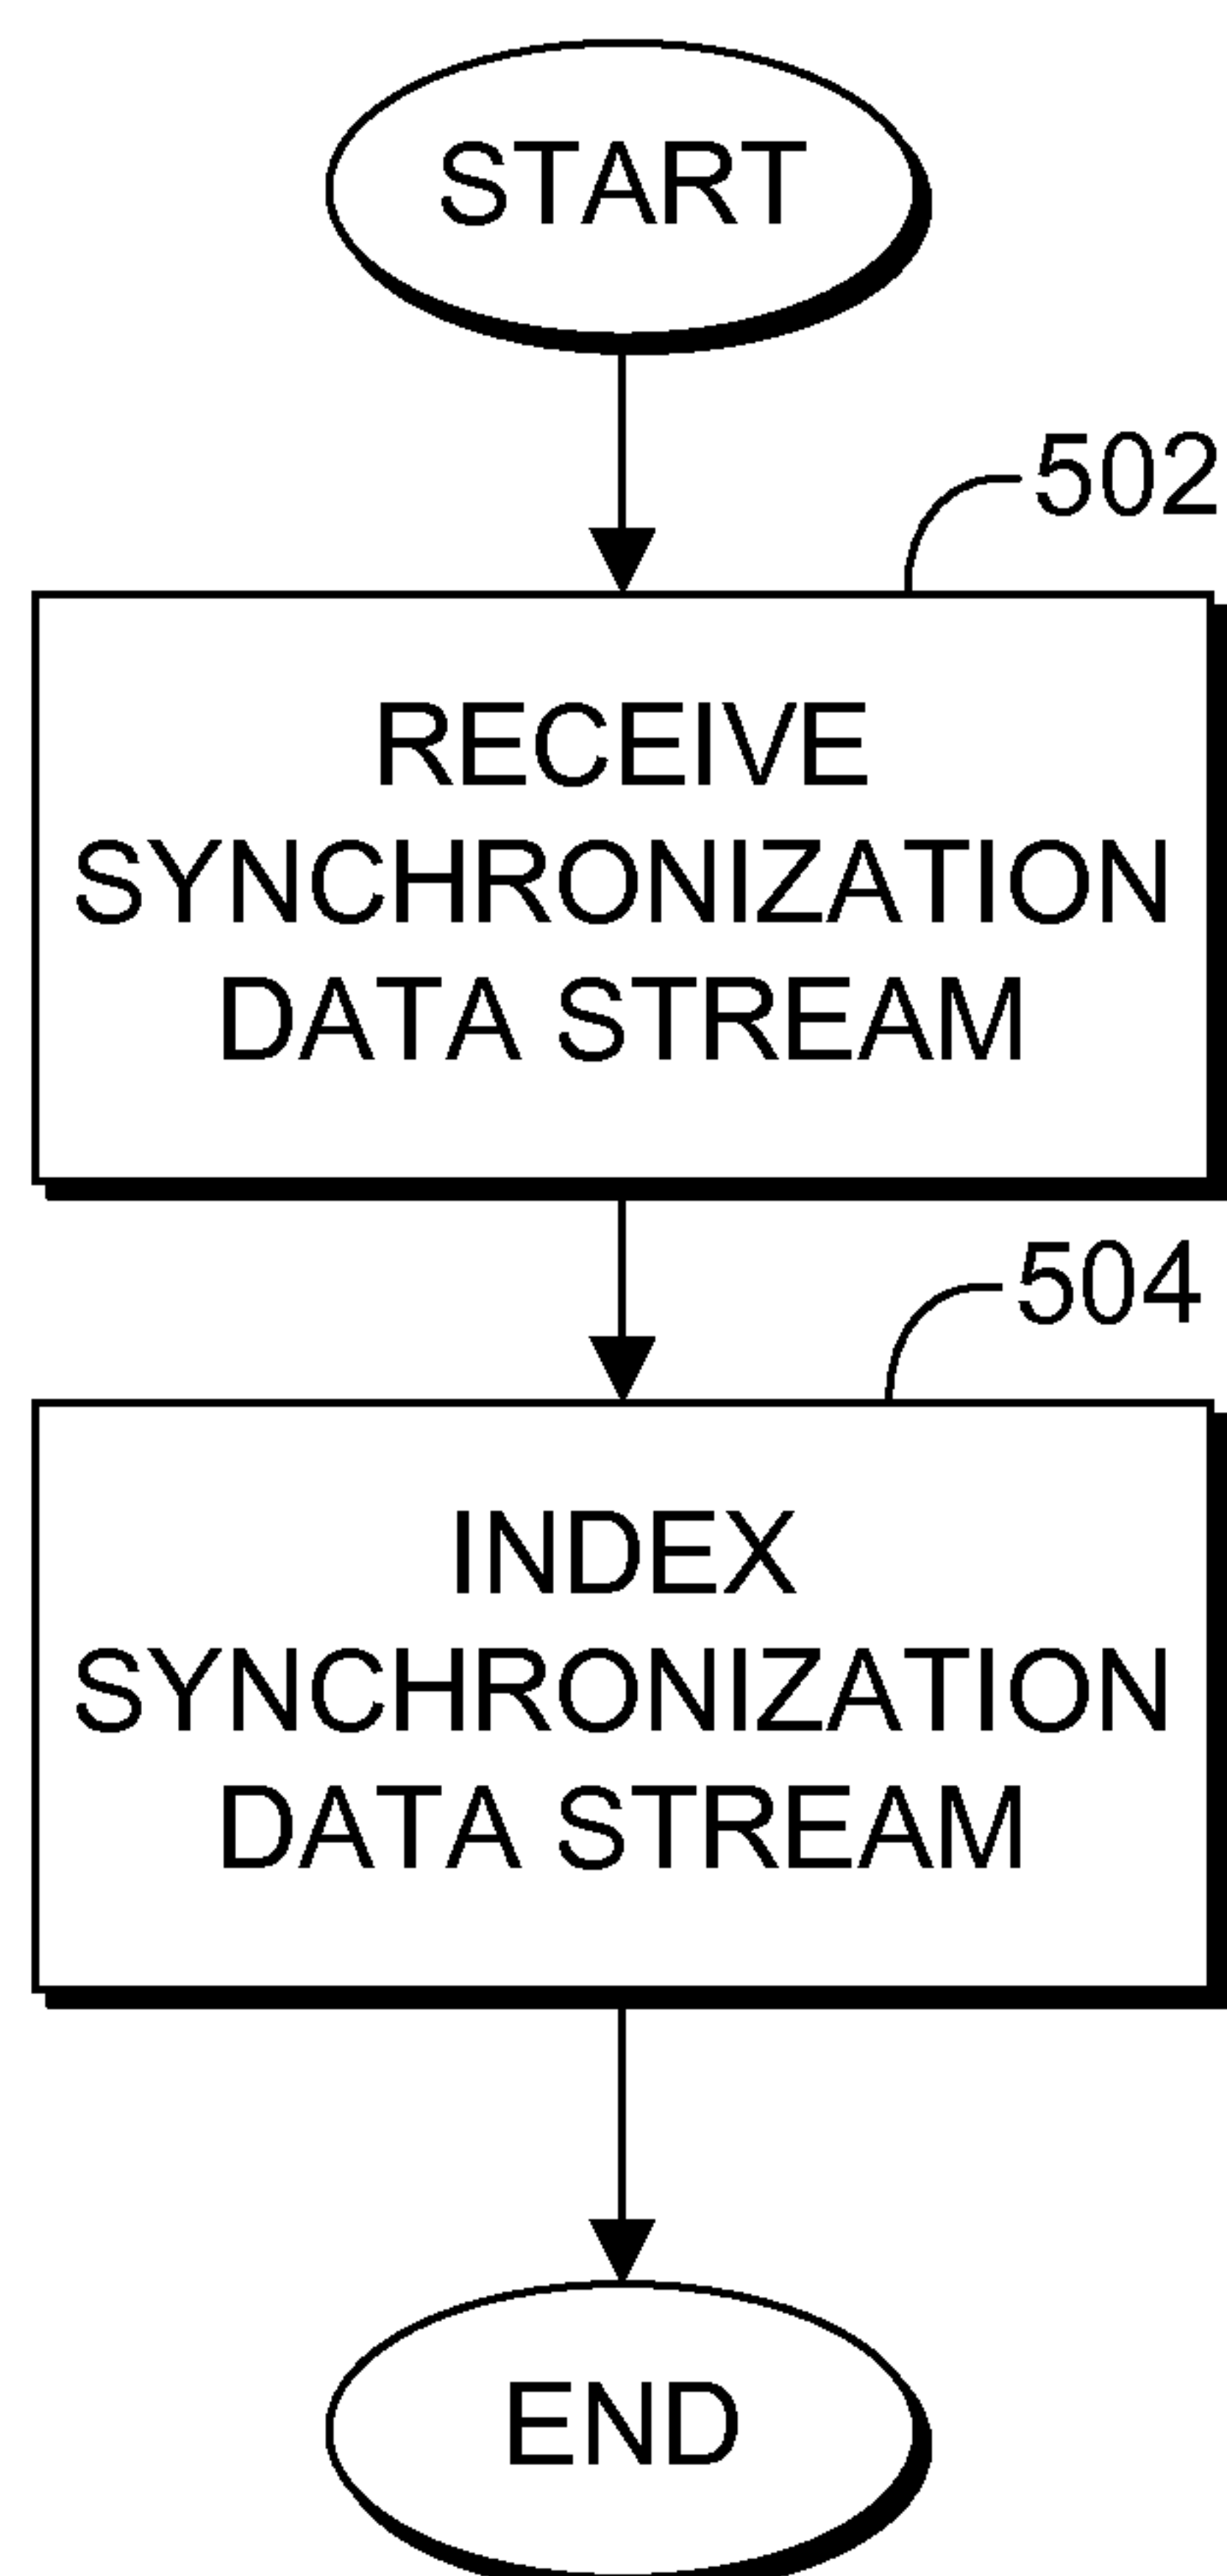 START
502
RECEIVE
SYNCHRONIZATION
DATA STREAM
504
INDEX
SYNCHRONIZATION
DATA STREAM
END